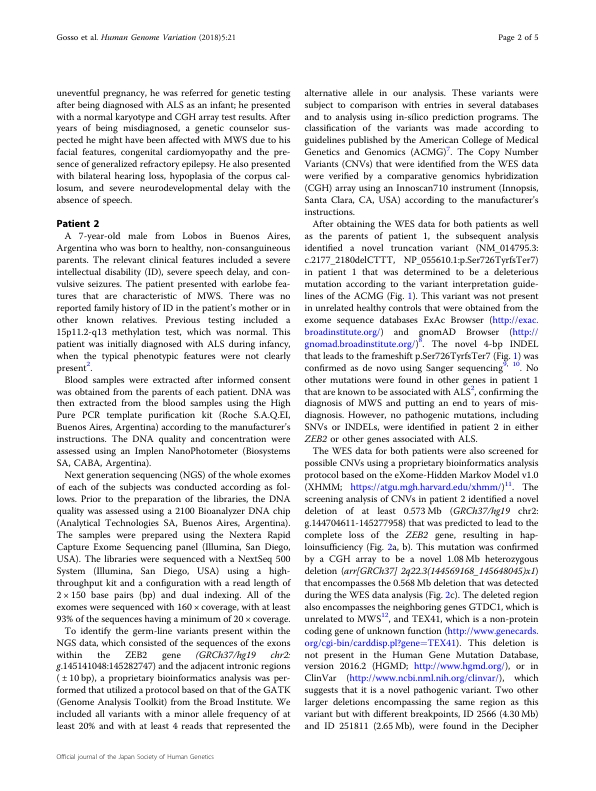 Gosso et al. Human Genome Variation (2018)5:21
Page 2 of 5
uneventful pregnancy, he was referred for genetic testing
after being diagnosed with ALS as an infant; he presented
with a normal karyotype and CGH array test results. After
years of being misdiagnosed, a genetic counselor sus-
pected he might have been affected with MWS due to his
facial features, congenital cardiomyopathy and the pre-
sence of generalized refractory epilepsy. He also presented
with bilateral hearing loss, hypoplasia of the corpus cal-
losum, and severe neurodevelopmental delay with the
absence of speech.
Patient 2
A 7-year-old male from Lobos in Buenos Aires,
Argentina who was born to healthy, non-consanguineous
parents. The relevant clinical features included a severe
intellectual disability (ID), severe speech delay, and con-
vulsive seizures. The patient presented with earlobe fea-
tures that are characteristic of MWS. There was no
reported family history of ID in the patient's mother or in
other known relatives. Previous testing included a
15p11.2-q13 methylation test, which was normal. This
patient was initially diagnosed with ALS during infancy,
when the typical phenotypic features were not clearly
present2.
Blood samples were extracted after informed consent
was obtained from the parents of each patient. DNA was
then extracted from the blood samples using the High
Pure PCR template purification kit (Roche S.A.Q.EI,
Buenos Aires, Argentina) according to the manufacturer's
instructions. The DNA quality and concentration were
assessed using an Implen NanoPhotometer (Biosystems
SA, CABA, Argentina).
Next generation sequencing (NGS) of the whole exomes
of each of the subjects was conducted according as fol-
lows. Prior to the preparation of the libraries, the DNA
quality was assessed using a 2100 Bioanalyzer DNA chip
(Analytical Technologies SA, Buenos Aires, Argentina).
The samples were prepared using the Nextera Rapid
Capture Exome Sequencing panel (Illumina, San Diego,
USA). The libraries were sequenced with a NextSeq 500
System (Illumina, San Diego, USA) using a high-
throughput kit and a configuration with a read length of
2 × 150 base pairs (bp) and dual indexing. All of the
exomes were sequenced with 160 × coverage, with at least
93% of the sequences having a minimum of 20 × coverage.
To identify the germ-line variants present within the
NGS data, which consisted of the sequences of the exons
within the ZEB2 gene (GRCh37/hg19 chr2:
g.145141048:145282747) and the adjacent intronic regions
( ± 10 bp), a proprietary bioinformatics analysis was per-
formed that utilized a protocol based on that of the GATK
(Genome Analysis Toolkit) from the Broad Institute. We
included all variants with a minor allele frequency of at
least 20% and with at least 4 reads that represented the
alternative allele in our analysis. These variants were
subject to comparison with entries in several databases
and to analysis using in-sílico prediction programs. The
classification of the variants was made according to
guidelines published by the American College of Medical
Genetics and Genomics (ACMG)7. The Copy Number
Variants (CNVs) that were identified from the WES data
were verified by a comparative genomics hybridization
(CGH) array using an Innoscan710 instrument (Innopsis,
Santa Clara, CA, USA) according to the manufacturer's
instructions.
After obtaining the WES data for both patients as well
as the parents of patient 1, the subsequent analysis
identified a novel truncation variant (NM_014795.3:
c.2177_2180delCTTT, NP_055610.1:p.Ser726TyrfsTer7)
in patient 1 that was determined to be a deleterious
mutation according to the variant interpretation guide-
lines of the ACMG (Fig. 1). This variant was not present
in unrelated healthy controls that were obtained from the
exome sequence databases ExAc Browser (http://exac.
broadinstitute.org/) and gnomAD Browser (http://
gnomad.broadinstitute.org/)8. The novel 4-bp INDEL
that leads to the frameshift p.Ser726TyrfsTer7 (Fig. 1) was
confirmed as de novo using Sanger sequencing9, 10. No
other mutations were found in other genes in patient 1
that are known to be associated with ALS2, confirming the
diagnosis of MWS and putting an end to years of mis-
diagnosis. However, no pathogenic mutations, including
SNVs or INDELs, were identified in patient 2 in either
ZEB2 or other genes associated with ALS.
The WES data for both patients were also screened for
possible CNVs using a proprietary bioinformatics analysis
protocol based on the eXome-Hidden Markov Model v1.0
(XHMM; https://atgu.mgh.harvard.edu/xhmm/)11. The
screening analysis of CNVs in patient 2 identified a novel
deletion of at least 0.573 Mb (GRCh37/hg19 chr2:
g.144704611-145277958) that was predicted to lead to the
complete loss of the ZEB2 gene, resulting in hap-
loinsufficiency (Fig. 2a, b). This mutation was confirmed
by a CGH array to be a novel 1.08 Mb heterozygous
deletion (arr[GRCh37] 2q22.3(144569168_145648045)x1)
that encompasses the 0.568 Mb deletion that was detected
during the WES data analysis (Fig. 2c). The deleted region
also encompasses the neighboring genes GTDC1, which is
unrelated to MWS12, and TEX41, which is a non-protein
coding gene of unknown function (http://www.genecards.
org/cgi-bin/carddisp.pl?gene=TEX41). This deletion is
not present in the Human Gene Mutation Database,
version 2016.2 (HGMD; http://www.hgmd.org/), or in
ClinVar (http://www.ncbi.nml.nih.org/clinvar/), which
suggests that it is a novel pathogenic variant. Two other
larger deletions encompassing the same region as this
variant but with different breakpoints, ID 2566 (4.30 Mb)
and ID 251811 (2.65 Mb), were found in the Decipher
Official journal of the Japan Society of Human Genetics